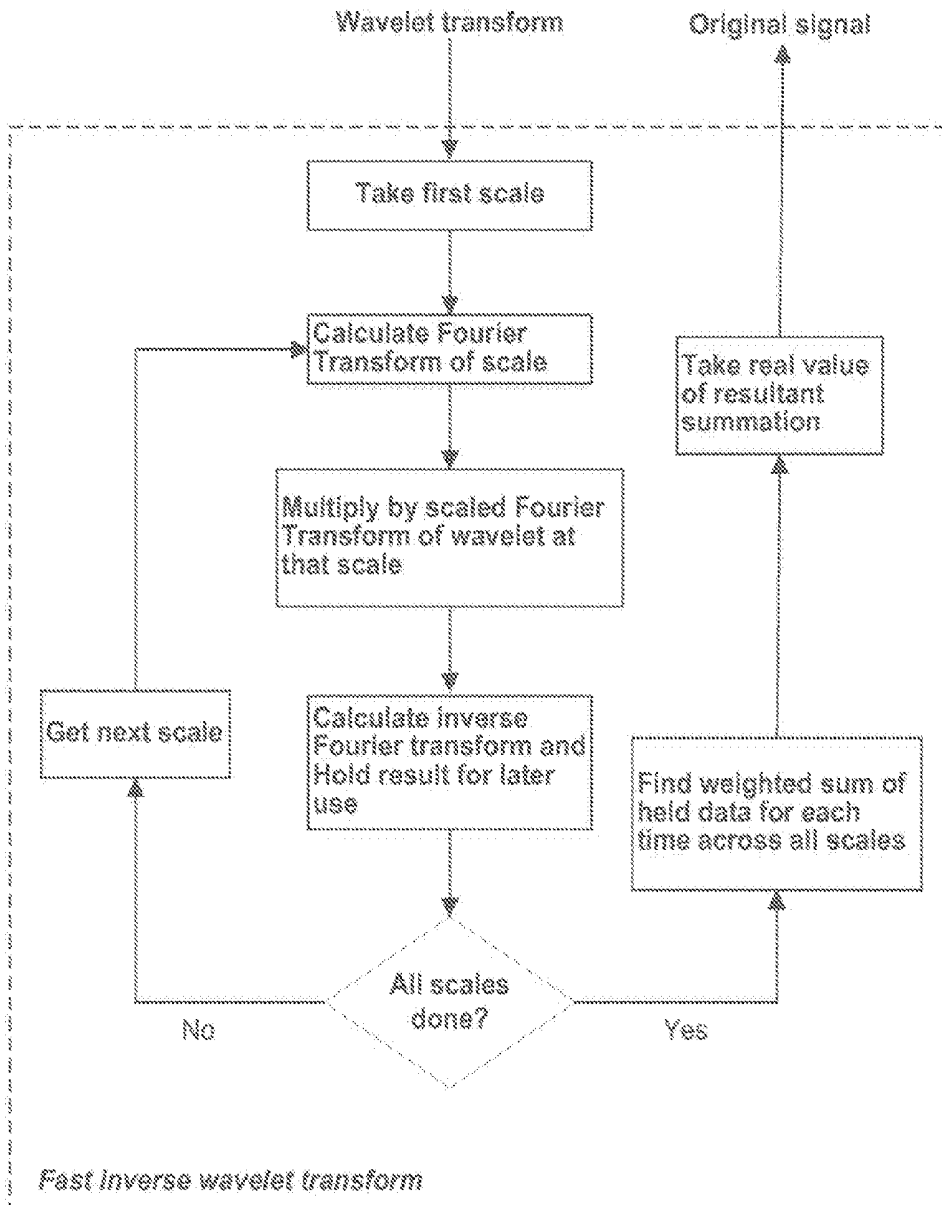 Wavelet transform
Original signal
Take first scale
Calculate Fourier
Transform of scale
Take real value
of resultant
summation
Multiply by scaled Fourier
Transform of wavelet at
that scale
Get next scale
Calculate inverse
Fourier transform and
Hold result for later
use
Find weighted sum of
held data for each
time across all scales
All scales
done?
No
Yes
Fast inverse wavelet transform